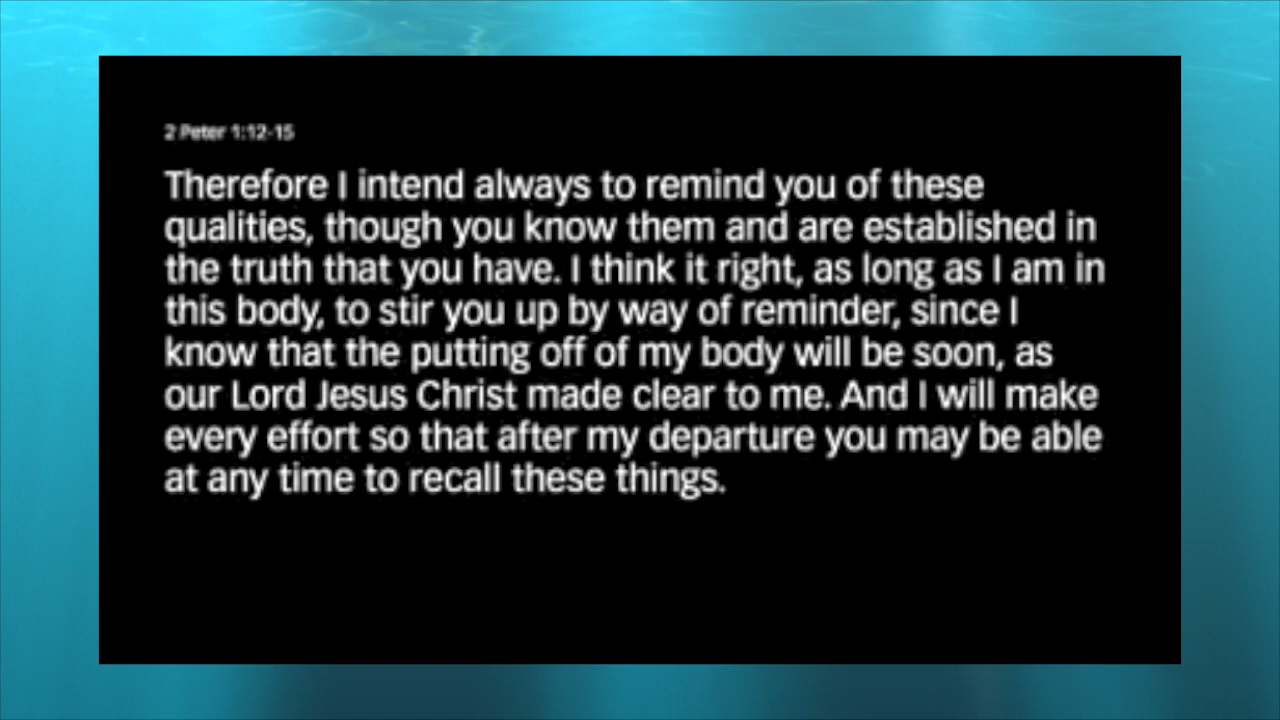 2 Peter 1:12-15
Therefore I intend always to remind you of these
qualities, though you know them and are established in
the truth that you have. I think it right, as long as I am in
this body, to stir you up by way of reminder, since I
know that the putting off of my body will be soon, as
our Lord Jesus Christ made clear to me. And I will make
every effort so that after my departure you may be able
at any time to recall these things.